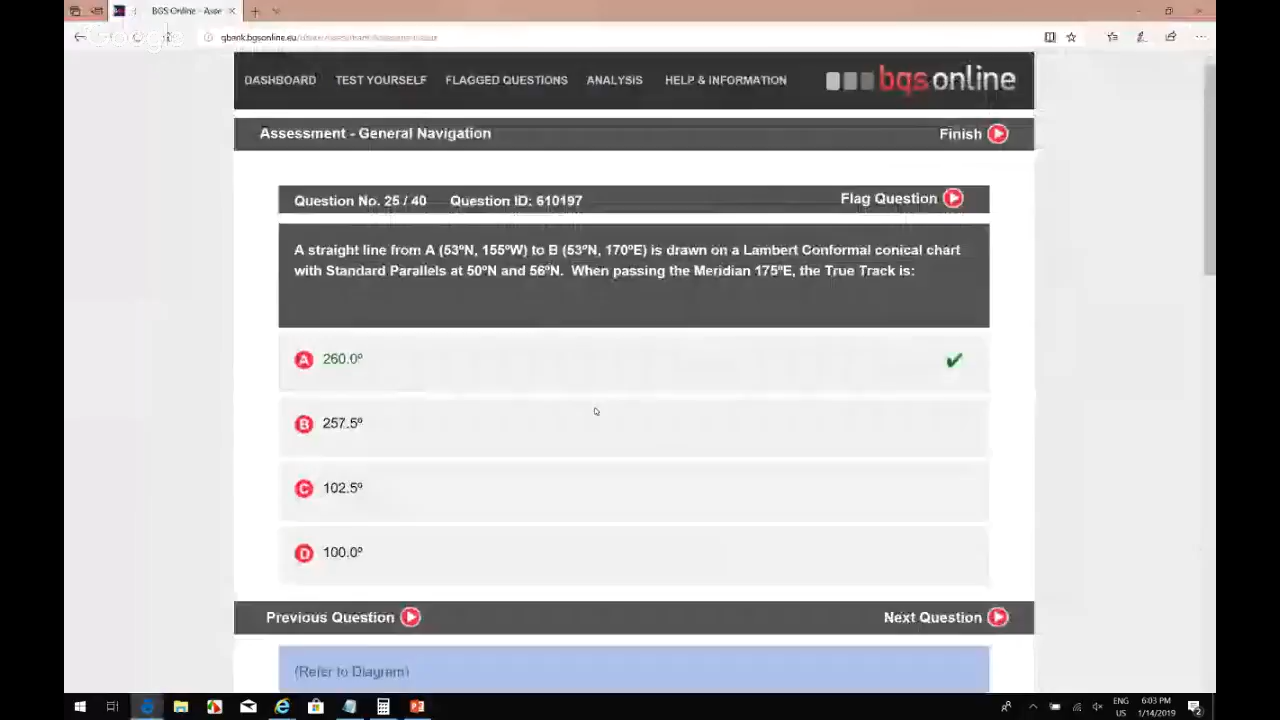 BGS Online - Asse
Google
DASHBOARD TEST YOURSELF FLAGGED QUESTIONS ANALYSIS HELP & INFORMATION bgsonline
Assessment - General Navigation Finish
Question No. 25 / 40 Question ID: 610197 Flag Question
A straight line from A (53ºN, 155ºW) to B (53ºN, 170ºE) is drawn on a Lambert Conformal conical chart
with Standard Parallels at 50ºN and 56ºN. When passing the Meridian 175ºE, the True Track is:
A 260.0º
B 257.5º
C 102.5º
D 100.0º
Previous Question Next Question
(Refer to Diagram)
ENG 6:03 PM
US 1/14/2019 2